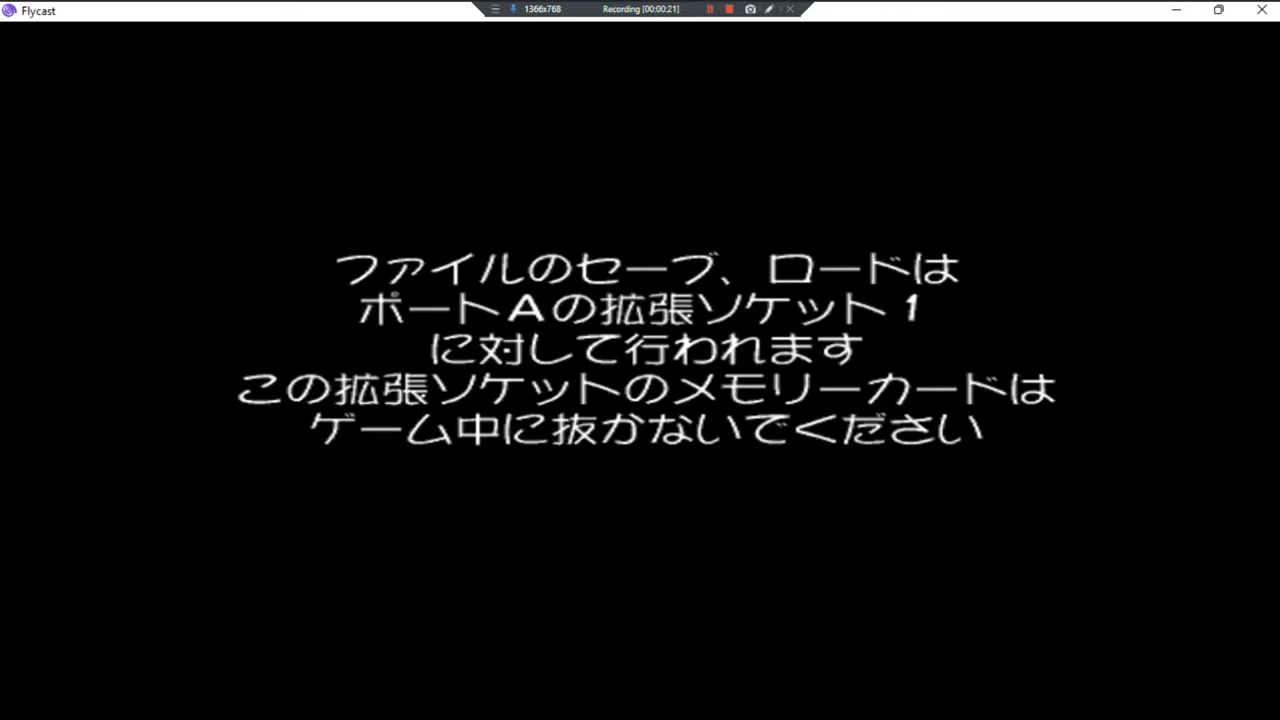 Flycast
1366x768
Recording [00:00:21]
ファイルのセーブ、ロードは
ポートAの拡張ソケット1
に対して行われます
この拡張ソケットのメモリーカードは
ゲーム中に抜かないでください